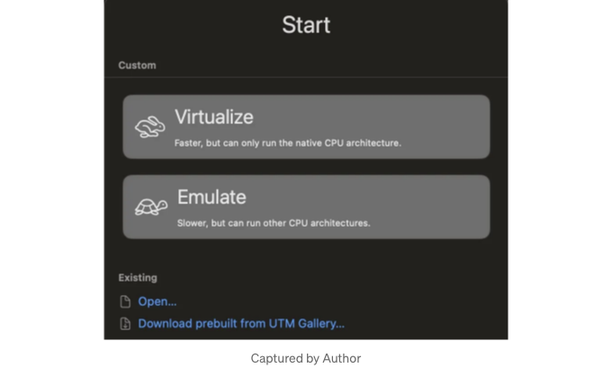 Start
Custom
Virtualize
Faster, but can only run the native CPU architecture.
Emulate
Slower, but can run other CPU architectures.
Existing
Open...
Download prebuilt from UTM Gallery...
Captured by Author